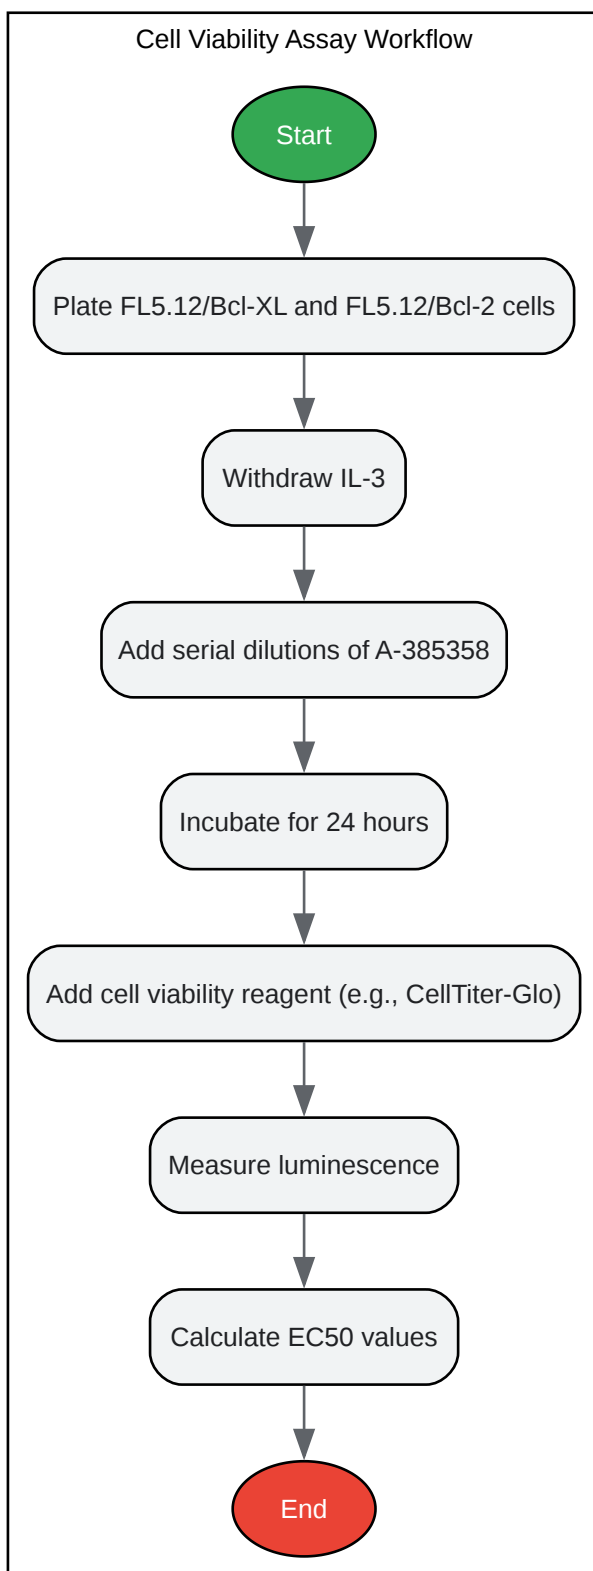 Cell Viability Assay Workflow
Start
Plate FL5.12/Bcl-XL and FL5.12/Bcl-2 cells
Withdraw IL-3
Add serial dilutions of A-385358
Incubate for 24 hours
Add cell viability reagent (e.g., CellTiter-Glo)
Measure luminescence
Calculate EC50 values
End